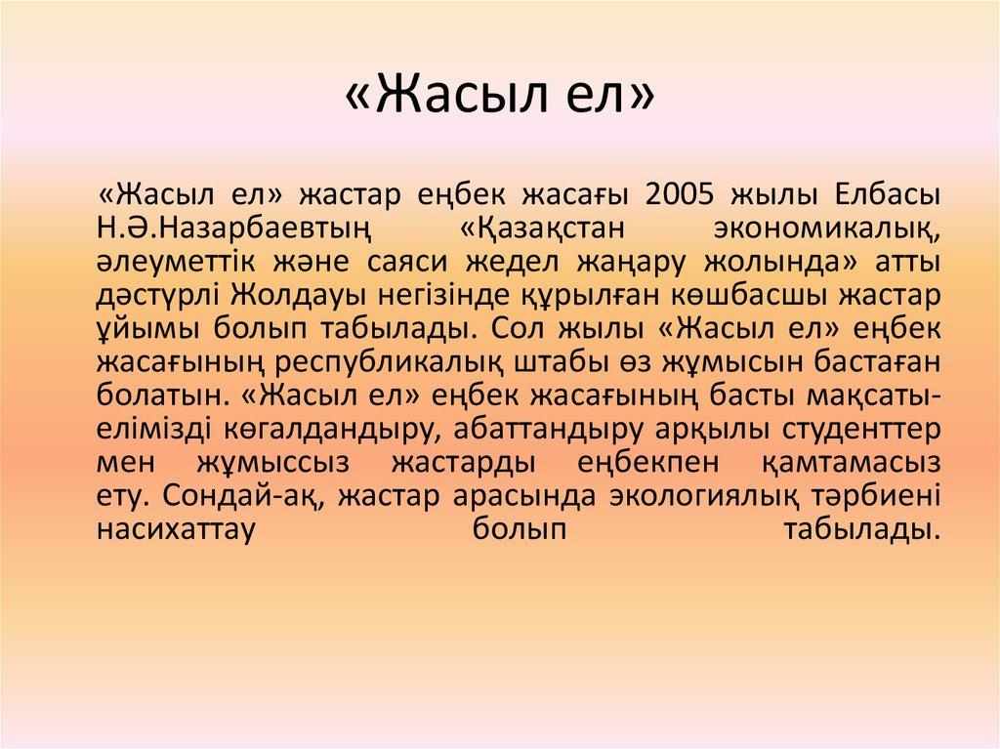 «Жасыл ел»
«Жасыл ел» жастар еңбек жасағы 2005 жылы Елбасы
Н.Ә.Назарбаевтың «Қазақстан экономикалық,
әлеуметтік және саяси жедел жаңару жолында» атты
дәстүрлі Жолдауы негізінде құрылған көшбасшы жастар
ұйымы болып табылады. Сол жылы «Жасыл ел» еңбек
жасағының республикалық штабы өз жұмысын бастаған
болатын. «Жасыл ел» еңбек жасағының басты мақсаты-
елімізді көгалдандыру, абаттандыру арқылы студенттер
мен жұмыссыз жастарды еңбекпен қамтамасыз
ету. Сондай-ақ, жастар арасында экологиялық тәрбиені
насихаттау болып табылады.